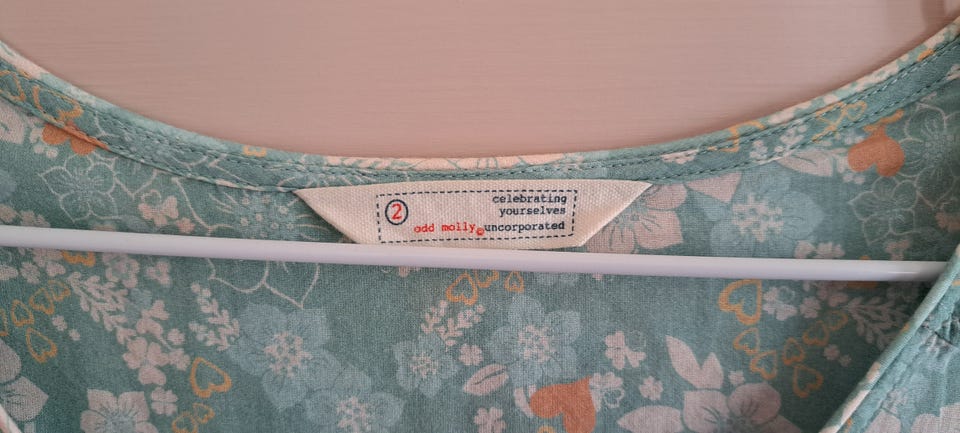 2
celebrating
yourselves
odd molly© uncorporated